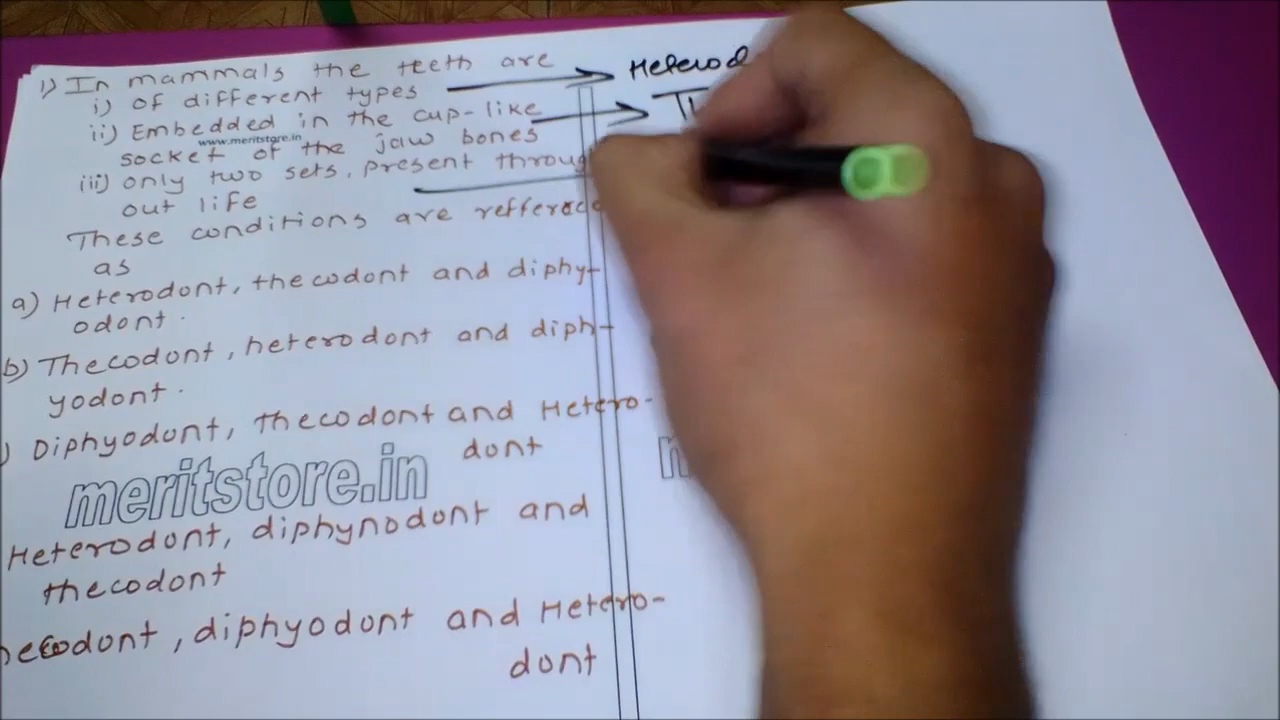 1) In mammals the teeth are
i) of different types
ii) Embedded in the cup-like
www.meritstore.in
socket of the jaw bones
iii) only two sets, present throug
out life
These conditions are refferedd
as
a) Heterodont, thecodont and diphy-
odont.
b) Thecodont, heterodont and diph-
yodont.
) Diphyodont, thecodont and Hetero-
dont
meritstore.in
Heterodont, diphynodont and
thecodont
codont, diphyodont and Hetero-
dont
Heterod